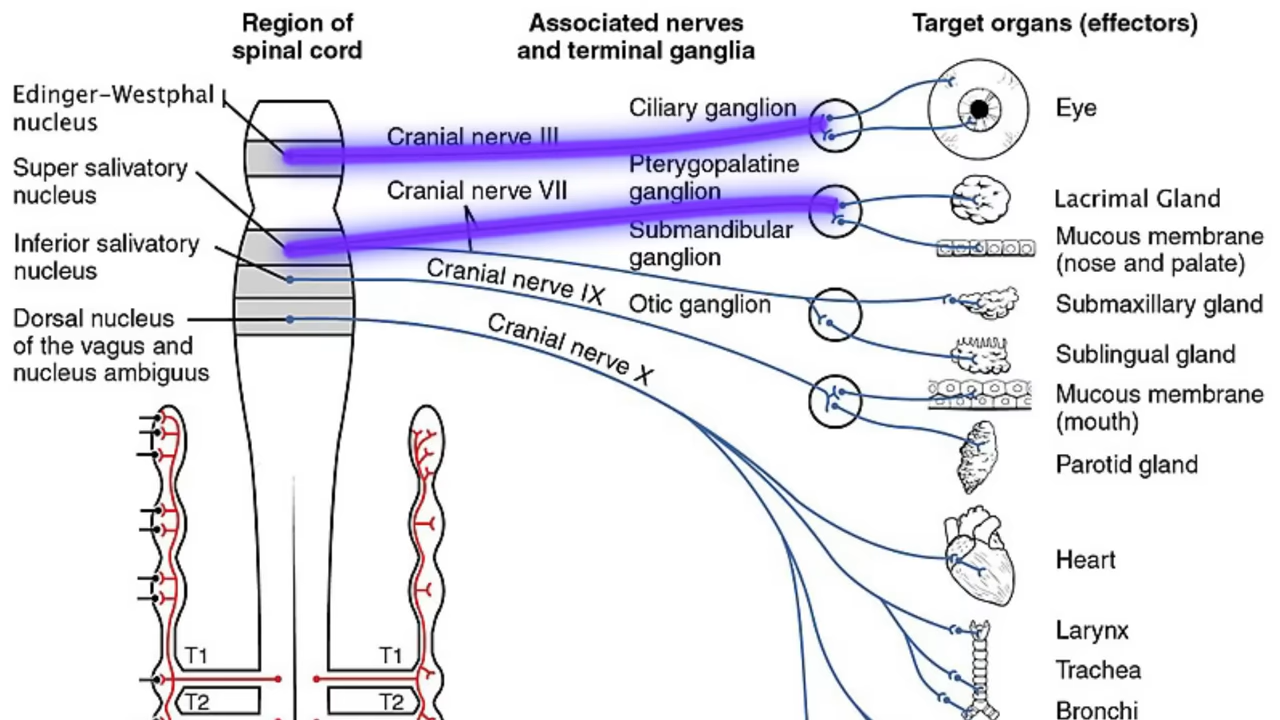 Region of
spinal cord
Associated nerves
and terminal ganglia
Target organs (effectors)
Edinger-Westphal
nucleus
Super salivatory
nucleus
Inferior salivatory
nucleus
Dorsal nucleus
of the vagus and
nucleus ambiguus
Cranial nerve III
Cranial nerve VII
Cranial nerve IX
Cranial nerve X
Ciliary ganglion
Pterygopalatine
ganglion
Submandibular
ganglion
Otic ganglion
Eye
Lacrimal Gland
Mucous membrane
(nose and palate)
Submaxillary gland
Sublingual gland
Mucous membrane
(mouth)
Parotid gland
Heart
Larynx
Trachea
Bronchi
T1
T1
T2
T2